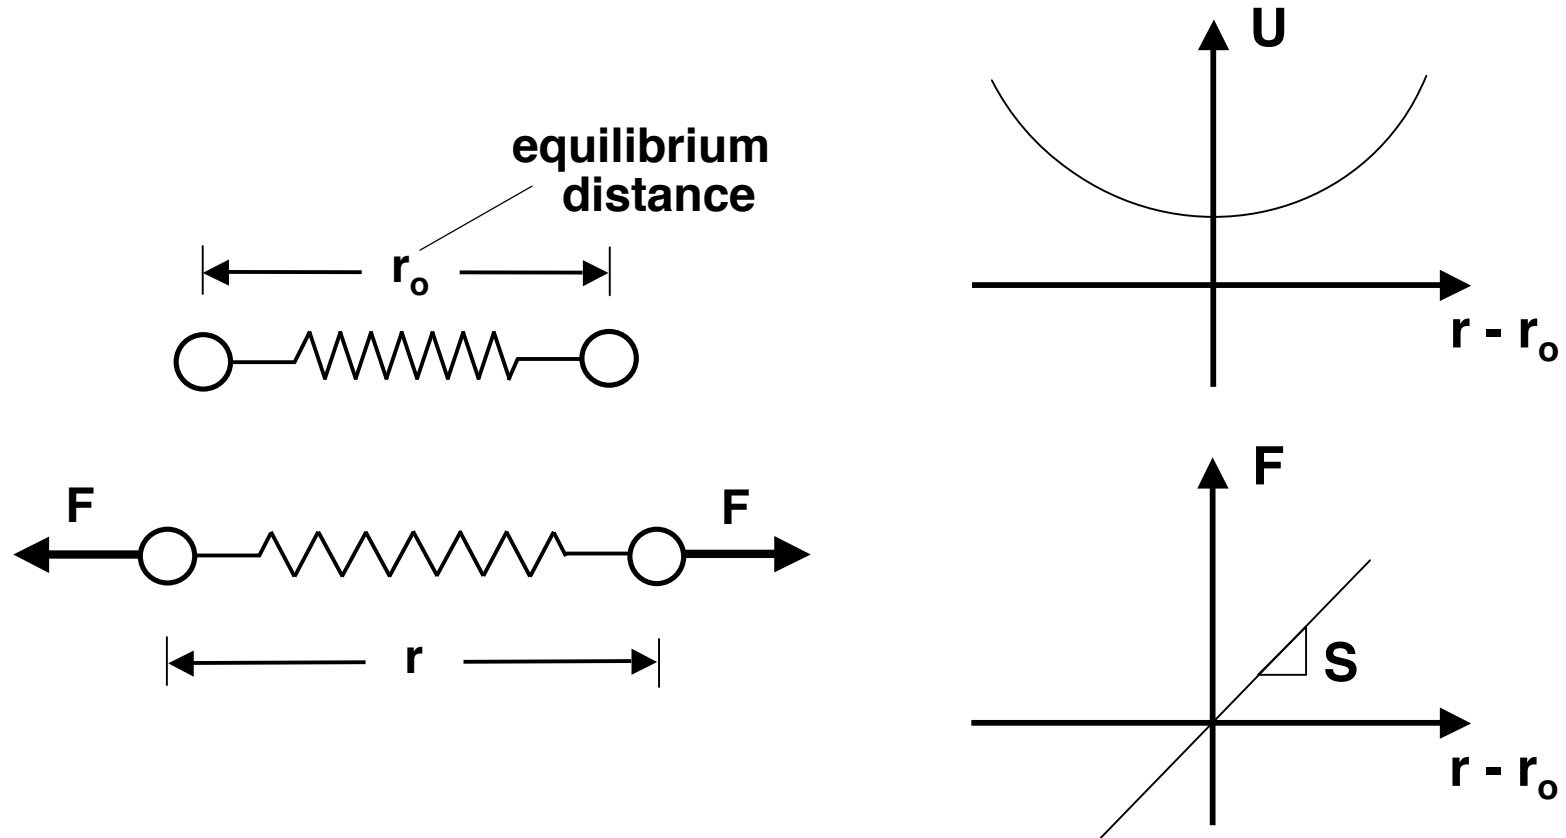 equilibrium
distance
rₒ
F
F
r
U
r - rₒ
F
S
r - rₒ